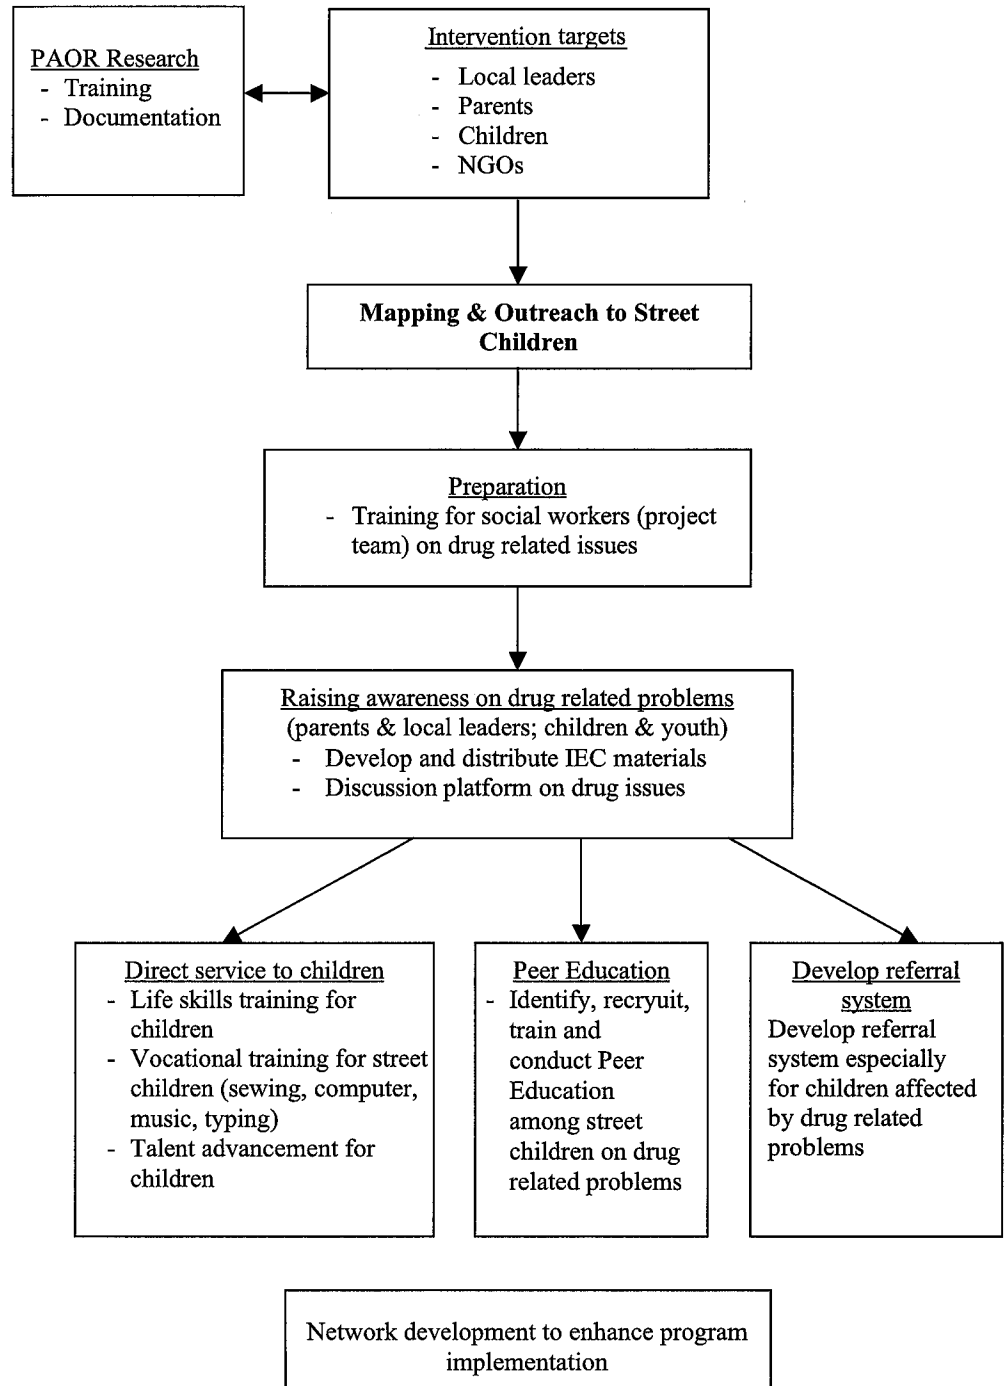 PAOR Research
- Training
- Documentation
Intervention targets
- Local leaders
- Parents
- Children
- NGOs
Mapping & Outreach to Street
Children
Preparation
- Training for social workers (project
team) on drug related issues
Raising awareness on drug related problems
(parents & local leaders; children & youth)
- Develop and distribute IEC materials
- Discussion platform on drug issues
Direct service to children
- Life skills training for
children
- Vocational training for street
children (sewing, computer,
music, typing)
- Talent advancement for
children
Peer Education
- Identify, recryuit,
train and
conduct Peer
Education
among street
children on drug
related problems
Develop referral
system
Develop referral
system especially
for children affected
by drug related
problems
Network development to enhance program
implementation